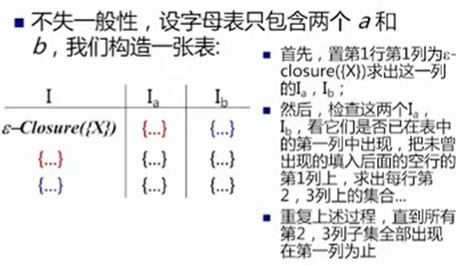 ■ 不失一般性，设字母表只包含两个 a 和
b，我们构造一张表:
I Iₐ I_b
ε–Closure({X}) {...} {...}
{...} {...} {...}
{...} {...} {...}
■ 首先，置第1行第1列为ε-
closure({X})求出这一列
的Iₐ，I_b；
■ 然后，检查这两个Iₐ，
I_b，看它们是否已在表中
的第一列中出现，把未曾
出现的填入后面的空行的
第1列上，求出每行第
2，3列上的集合...
■ 重复上述过程，直到所有
第2，3列子集全部出现
在第一列为止